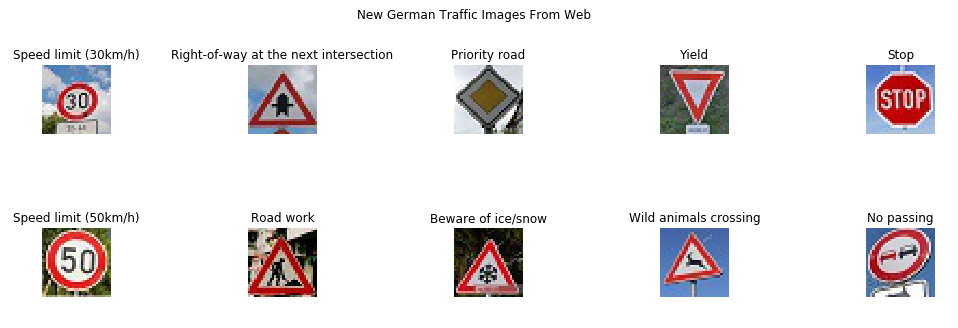 New German Traffic Images From Web
Speed limit (30km/h)
Right-of-way at the next intersection
Priority road
Yield
Stop
30
STOP
Speed limit (50km/h)
Road work
Beware of ice/snow
Wild animals crossing
No passing
50